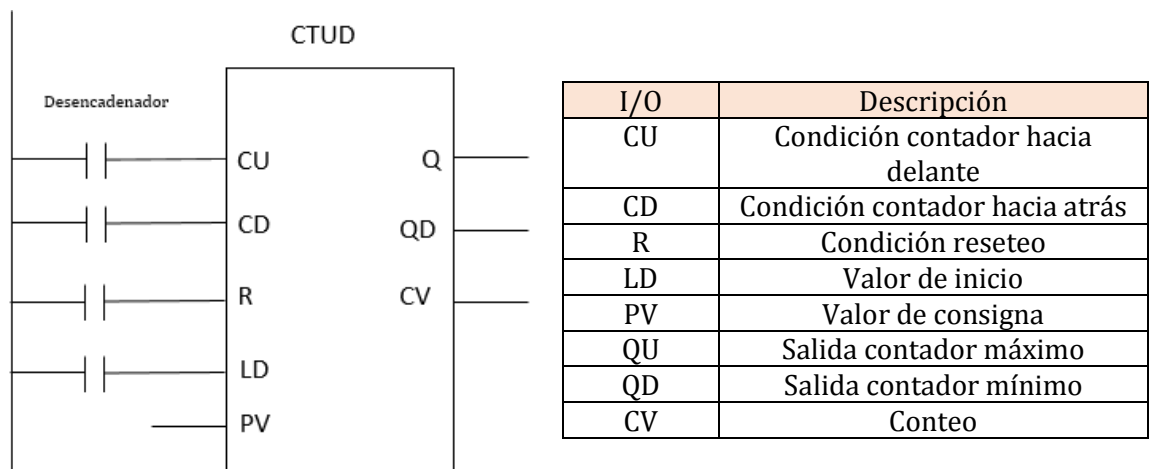 CTUD
Desencadenador
CU Q
CD QD
R CV
LD
PV
I/O Descripción
CU Condición contador hacia
delante
CD Condición contador hacia atrás
R Condición reseteo
LD Valor de inicio
PV Valor de consigna
QU Salida contador máximo
QD Salida contador mínimo
CV Conteo